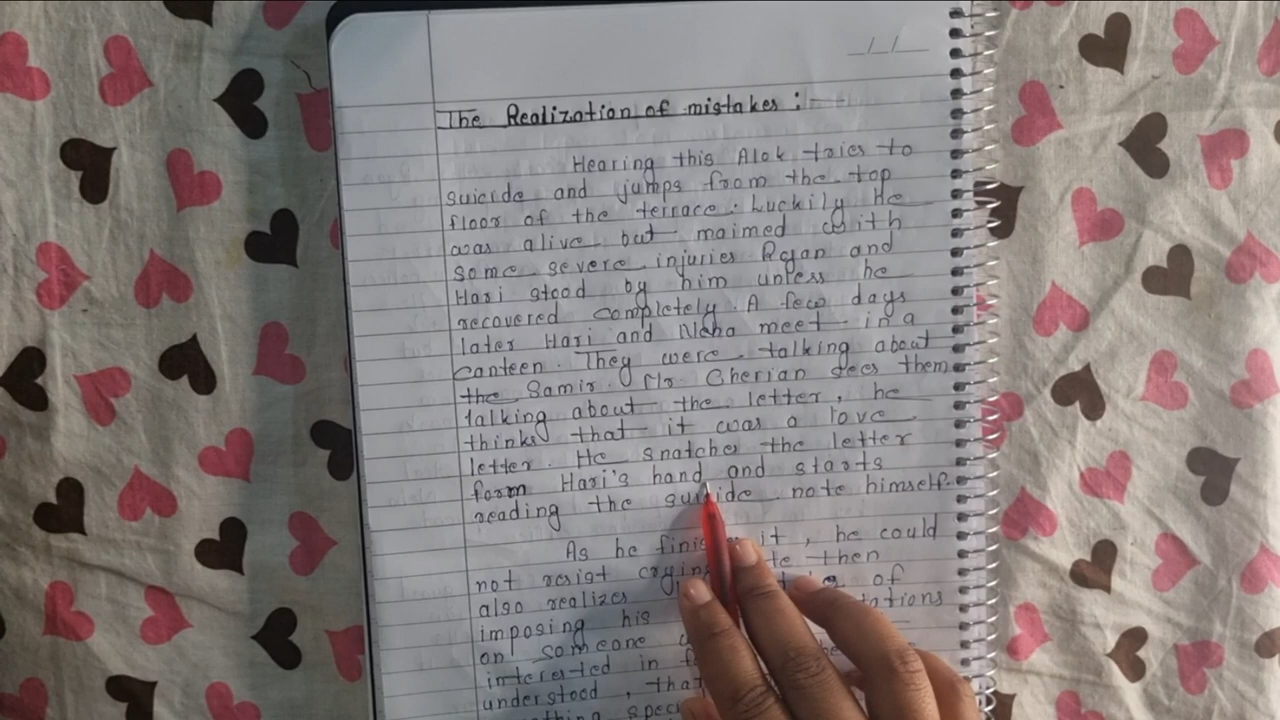 __/__/__
The Realization of mistakes :-
Hearing this Alok tries to
suicide and jumps from the top
floor of the terrace. Luckily He
was alive but maimed with
some severe injuries Ryan and
Hari stood by him unless he
recovered completely. A few days
later Hari and Neha meet in a
canteen. They were talking about
the Samir. Mr. Cherian sees them
talking about the letter, he
thinks that it was a love
letter. He snatches the letter
form Hari's hand and starts
reading the suicide note himself.
As he it, he could
not resist then
also realizes of
imposing his
on someone
interested in
understood, that